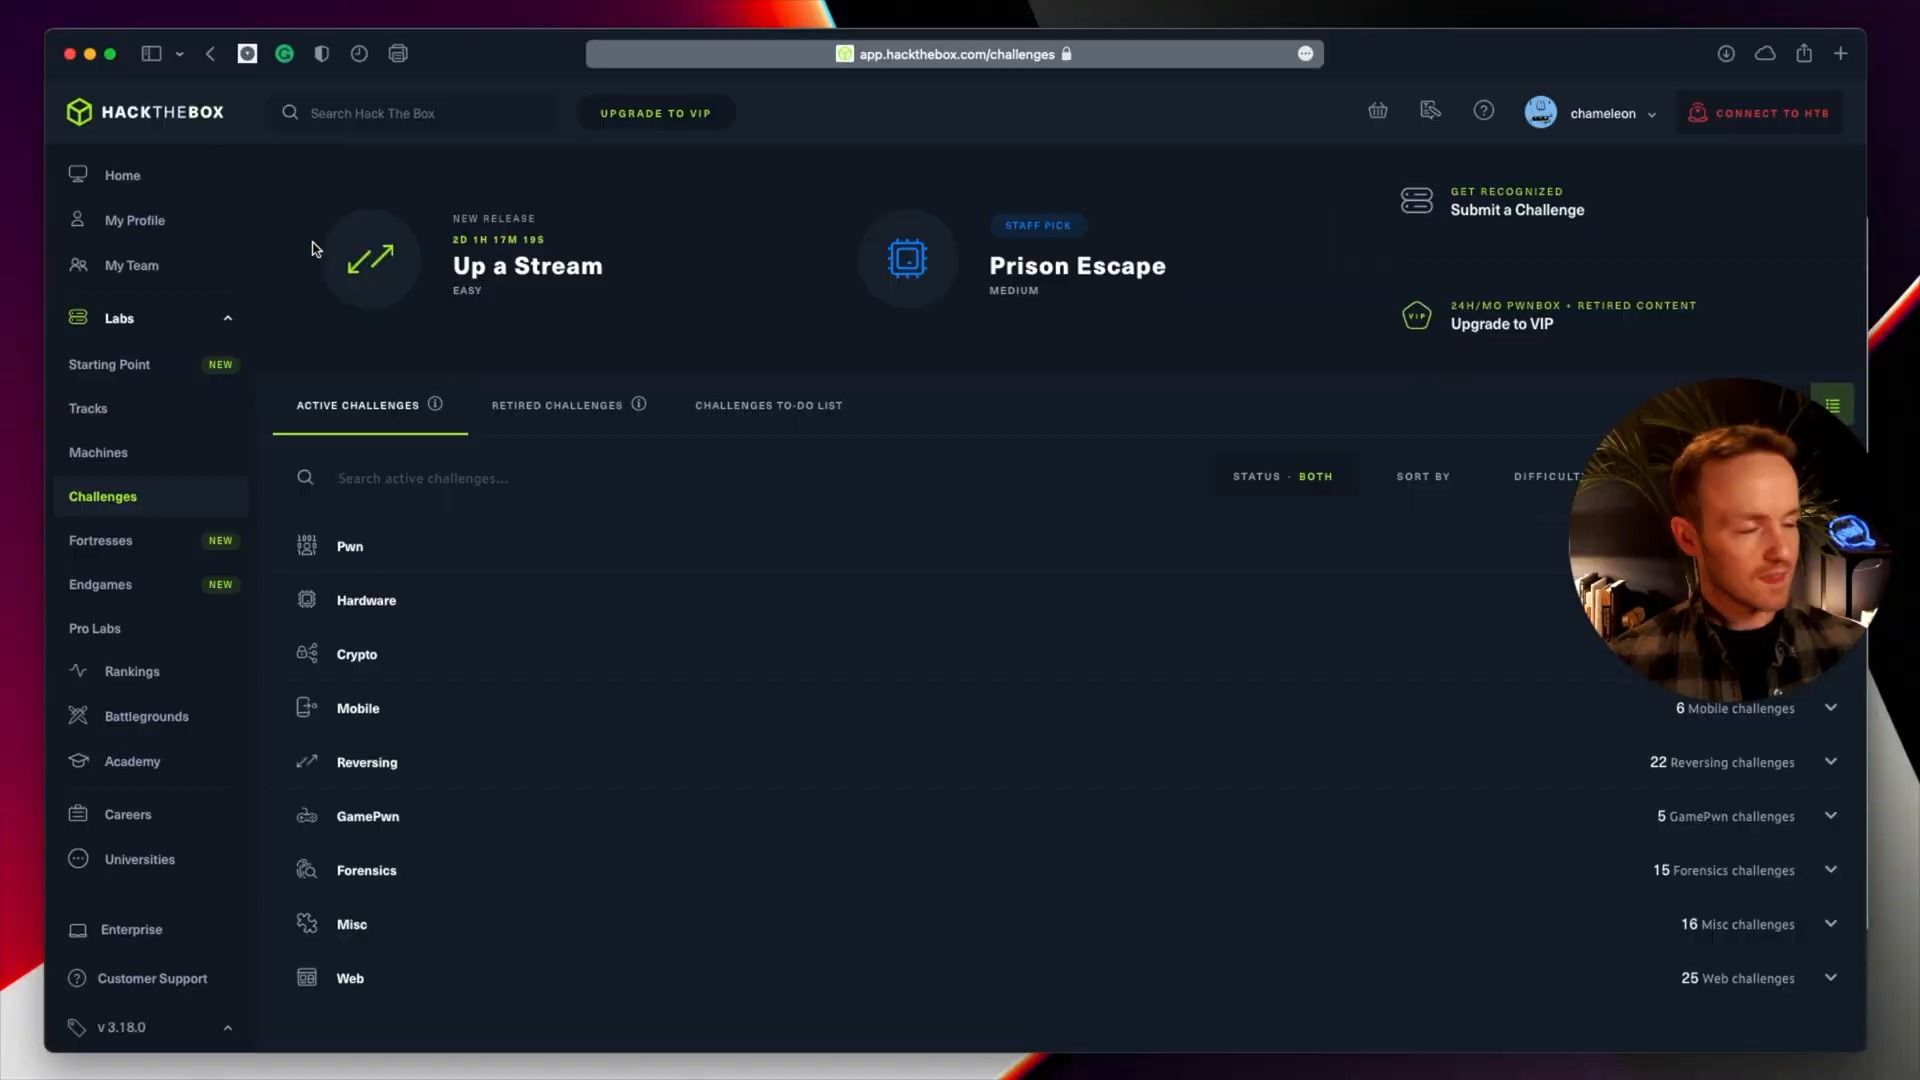 app.hackthebox.com/challenges
HACKTHEBOX
Search Hack The Box
UPGRADE TO VIP
chameleon
CONNECT TO HTB
Home
My Profile
My Team
Labs
Starting Point NEW
Tracks
Machines
Challenges
Fortresses NEW
Endgames NEW
Pro Labs
Rankings
Battlegrounds
Academy
Careers
Universities
Enterprise
Customer Support
v 3.18.0
NEW RELEASE
2D 1H 17M 19S
Up a Stream
EASY
STAFF PICK
Prison Escape
MEDIUM
GET RECOGNIZED
Submit a Challenge
VIP
24H/MO PWNBOX + RETIRED CONTENT
Upgrade to VIP
ACTIVE CHALLENGES RETIRED CHALLENGES CHALLENGES TO-DO LIST
Search active challenges...
STATUS · BOTH SORT BY DIFFICULT
Pwn
Hardware
Crypto
Mobile 6 Mobile challenges
Reversing 22 Reversing challenges
GamePwn 5 GamePwn challenges
Forensics 15 Forensics challenges
Misc 16 Misc challenges
Web 25 Web challenges